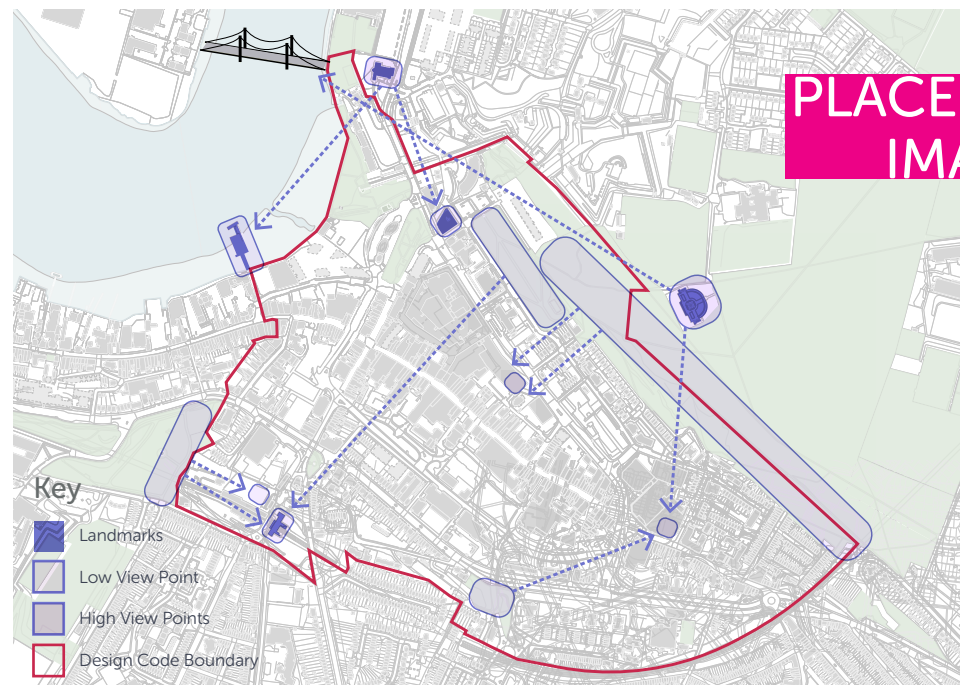 PLACE
IMA
Key
Landmarks
Low View Point
High View Points
Design Code Boundary